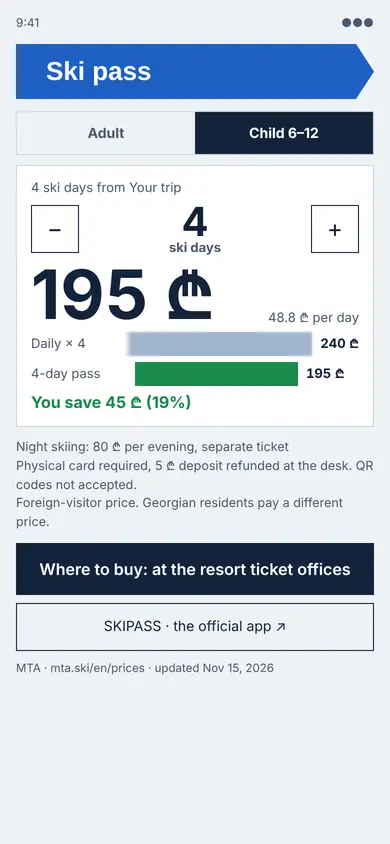 9:41
Ski pass
Adult
Child 6–12
4 ski days from Your trip
−
4
+
ski days
195 ₾
48.8 ₾ per day
Daily × 4
240 ₾
4-day pass
195 ₾
You save 45 ₾ (19%)
Night skiing: 80 ₾ per evening, separate ticket
Physical card required, 5 ₾ deposit refunded at the desk. QR
codes not accepted.
Foreign-visitor price. Georgian residents pay a different
price.
Where to buy: at the resort ticket offices
SKIPASS · the official app ↗
MTA · mta.ski/en/prices · updated Nov 15, 2026